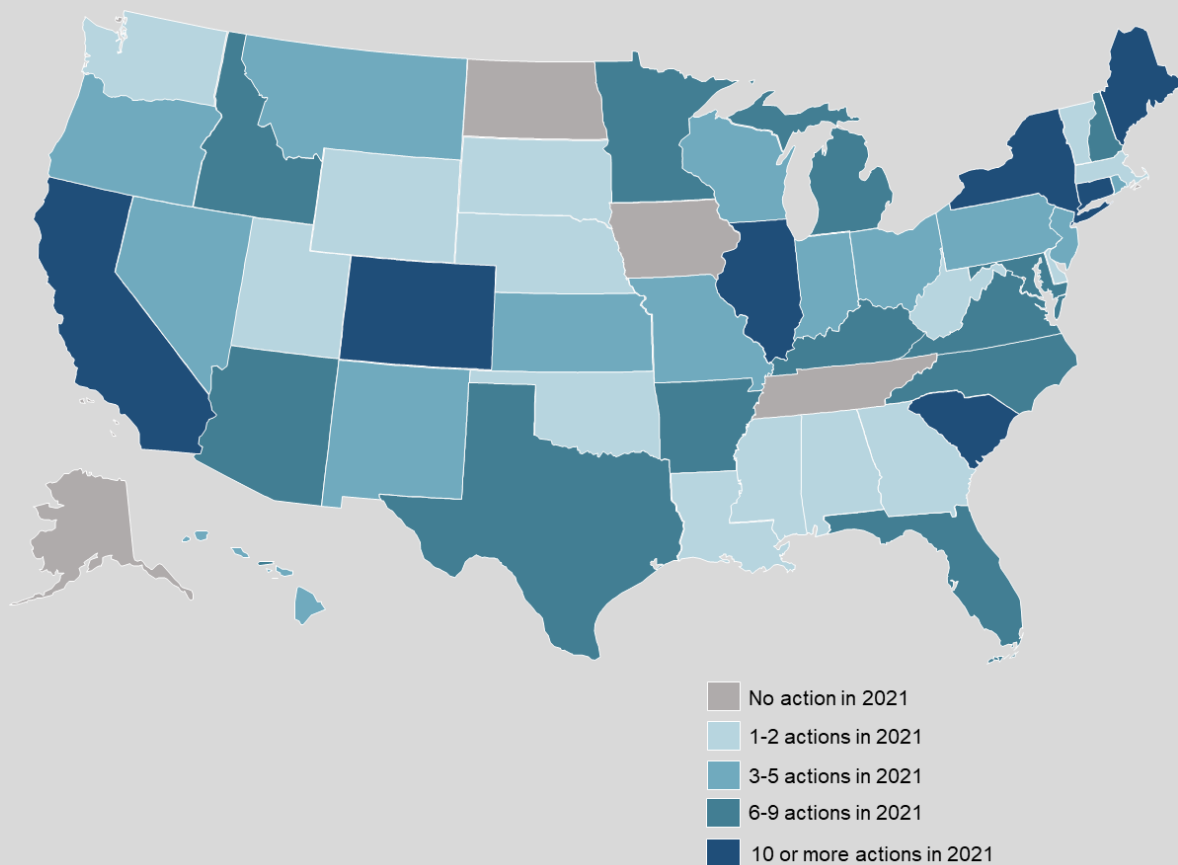 No action in 2021
1-2 actions in 2021
3-5 actions in 2021
6-9 actions in 2021
10 or more actions in 2021